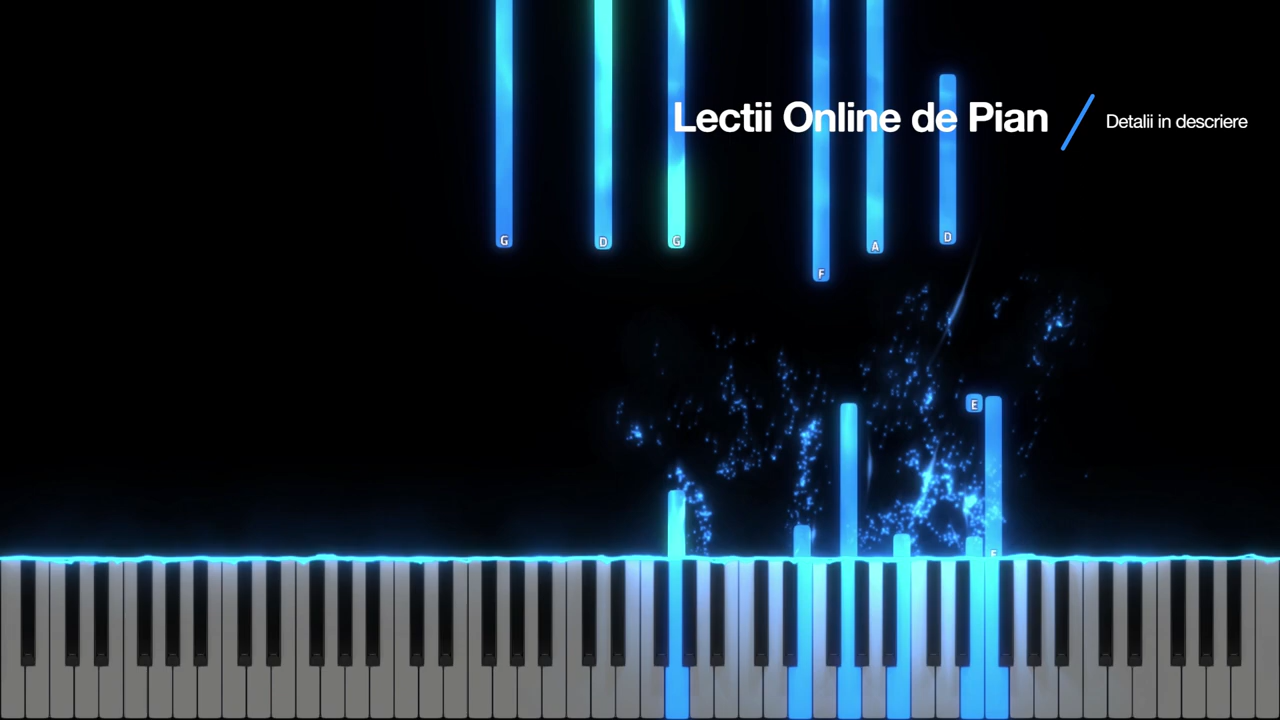 Lectii Online de Pian
Detalii in descriere
G
D
G
F
A
D
E
F